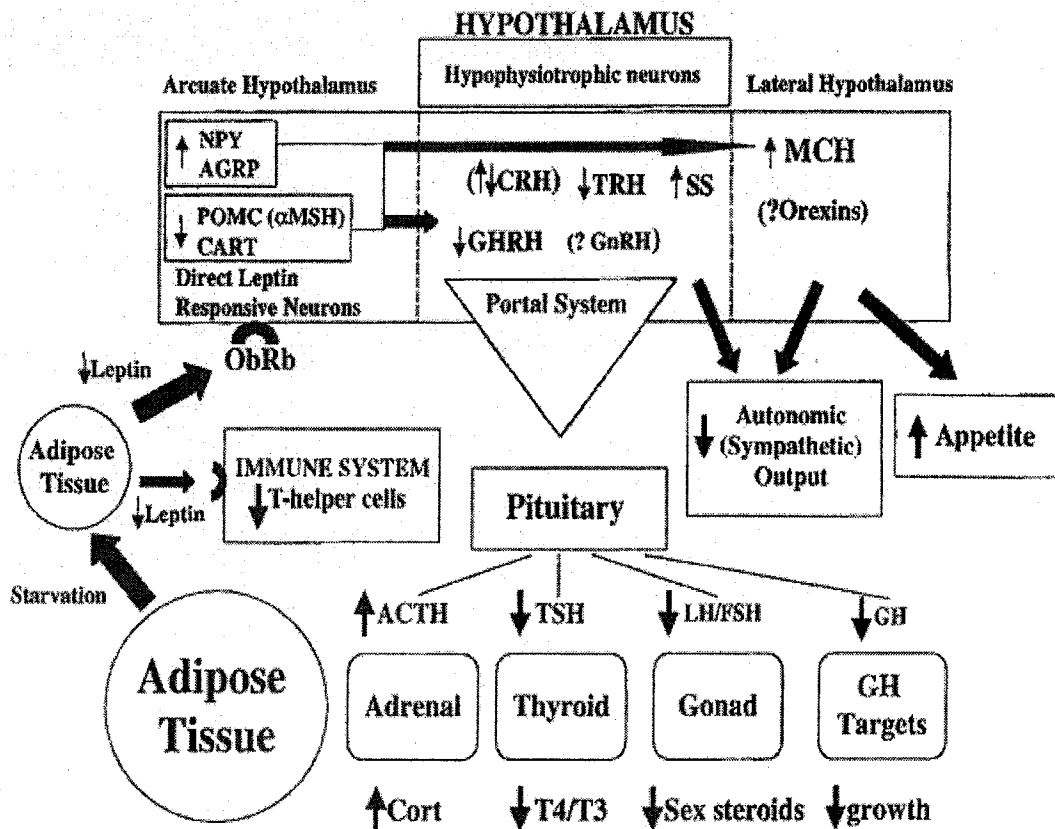 HYPOTHALAMUS
Hypophysiotrophic neurons
Arcuate Hypothalamus
Lateral Hypothalamus
↑ NPY
AGRP
↑ MCH
(↑↓CRH) ↓TRH ↑SS
(?Orexins)
↓ POMC (αMSH)
CART
↓GHRH (? GnRH)
Direct Leptin
Responsive Neurons
Portal System
ObRb
↓Leptin
Adipose
Tissue
↓Leptin
IMMUNE SYSTEM
↓ T-helper cells
↓ Autonomic
(Sympathetic)
Output
↑ Appetite
Pituitary
Starvation
Adipose
Tissue
↑ACTH ↓TSH ↓LH/FSH ↓GH
Adrenal
Thyroid
Gonad
GH
Targets
↑Cort ↓T4/T3 ↓Sex steroids ↓growth